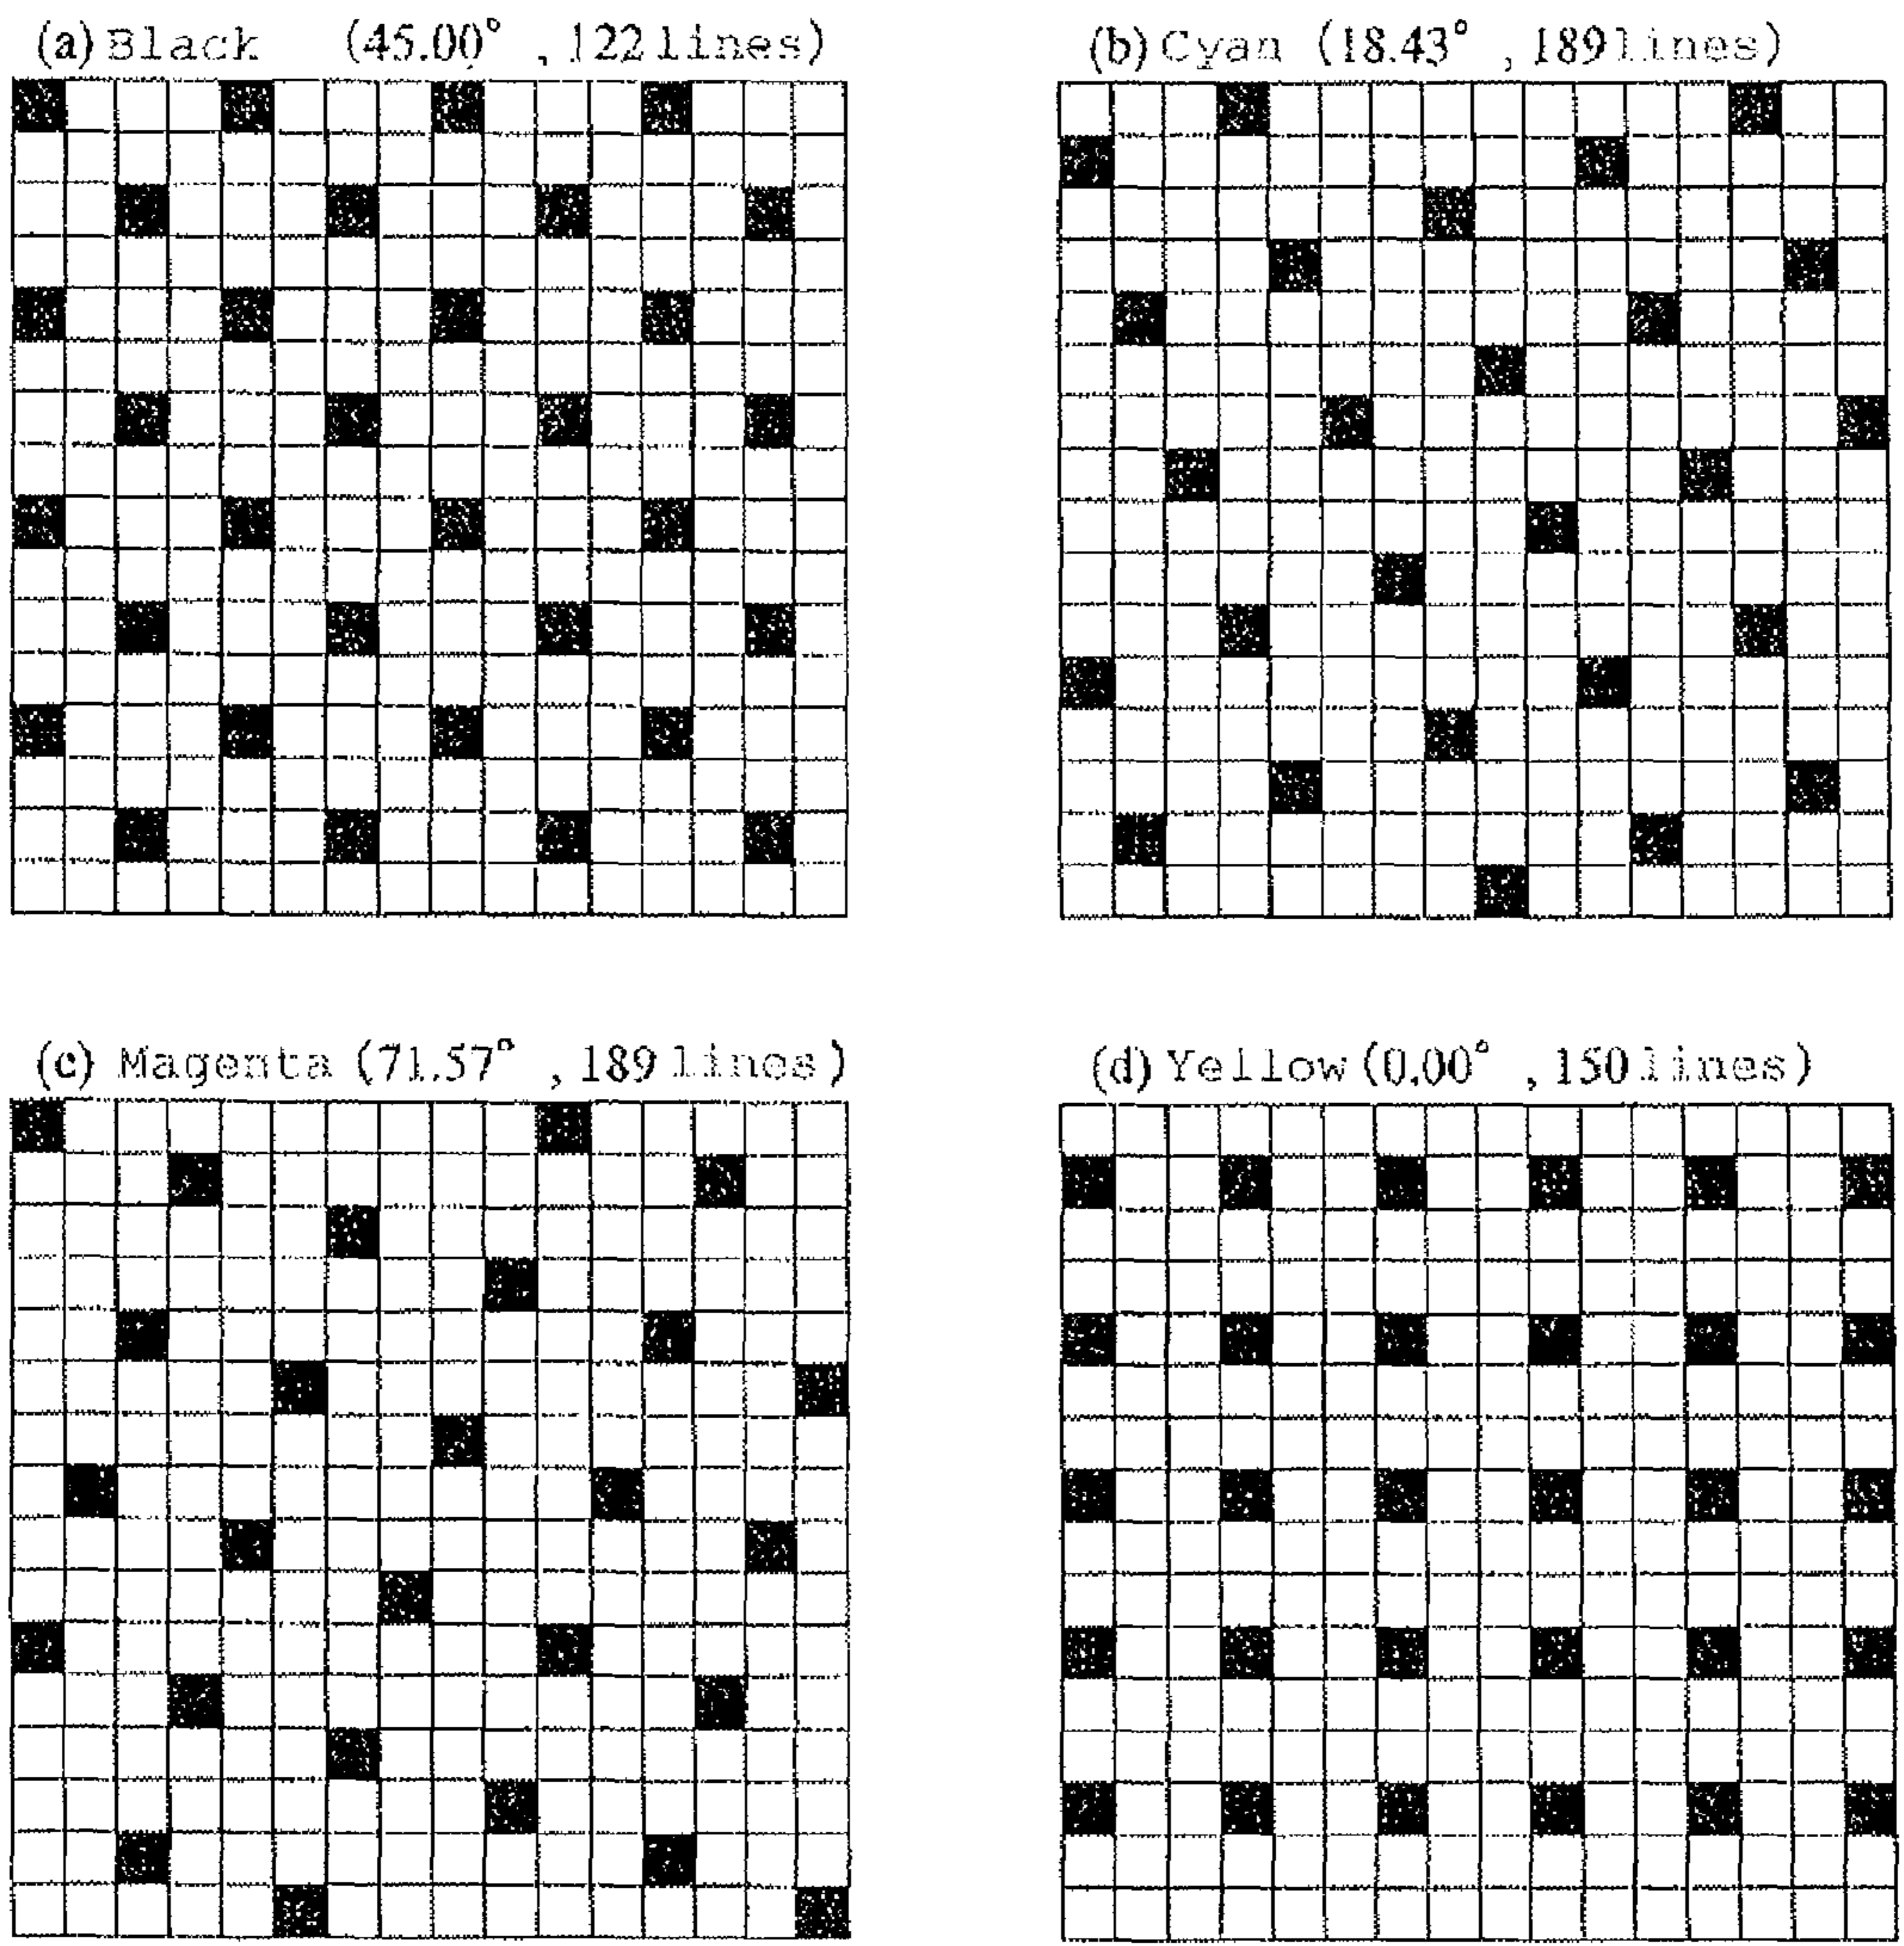 (a) Black (45.00° , 122 lines)
(b) Cyan (18.43° , 189 lines)
(c) Magenta (71.57° , 189 lines)
(d) Yellow (0.00° , 150 lines)